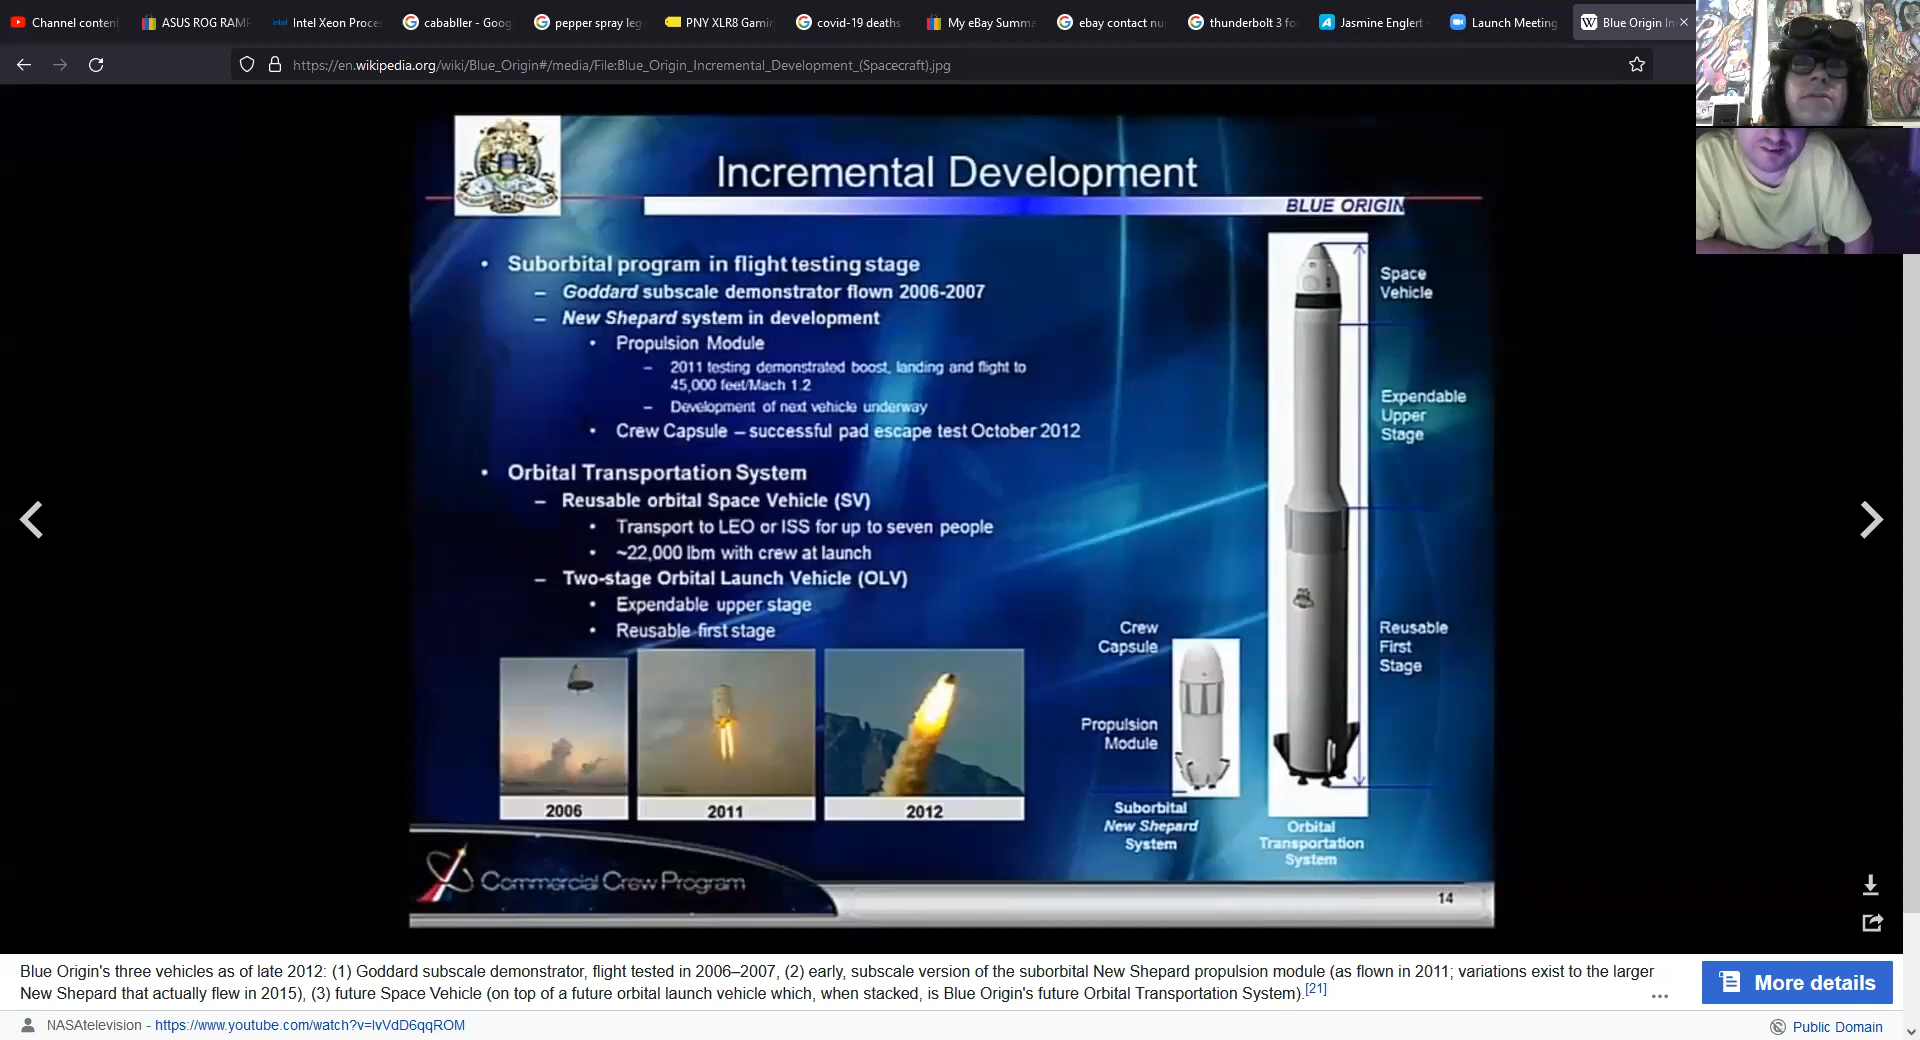 Channel conten
ASUS ROG RAMP
intel
Intel Xeon Proces
cababller - Goog
pepper spray leg
PNY XLR8 Gamin
covid-19 deaths
My eBay Summa
ebay contact nu
thunderbolt 3 fo
Jasmine Englert
Launch Meeting
Blue Origin In
https://en.wikipedia.org/wiki/Blue_Origin#/media/File:Blue_Origin_Incremental_Development_(Spacecraft).jpg
Incremental Development
BLUE ORIGIN
• Suborbital program in flight testing stage
– Goddard subscale demonstrator flown 2006-2007
– New Shepard system in development
• Propulsion Module
– 2011 testing demonstrated boost, landing and flight to
45,000 feet/Mach 1.2
– Development of next vehicle underway
• Crew Capsule – successful pad escape test October 2012
• Orbital Transportation System
– Reusable orbital Space Vehicle (SV)
• Transport to LEO or ISS for up to seven people
• ~22,000 lbm with crew at launch
– Two-stage Orbital Launch Vehicle (OLV)
• Expendable upper stage
• Reusable first stage
2006
2011
2012
Crew
Capsule
Propulsion
Module
Suborbital
New Shepard
System
Space
Vehicle
Expendable
Upper
Stage
Reusable
First
Stage
Orbital
Transportation
System
Commercial Crew Program
14
Blue Origin's three vehicles as of late 2012: (1) Goddard subscale demonstrator, flight tested in 2006–2007, (2) early, subscale version of the suborbital New Shepard propulsion module (as flown in 2011; variations exist to the larger
New Shepard that actually flew in 2015), (3) future Space Vehicle (on top of a future orbital launch vehicle which, when stacked, is Blue Origin's future Orbital Transportation System).[21]
...
More details
NASAtelevision - https://www.youtube.com/watch?v=IvVdD6qqROM
Public Domain